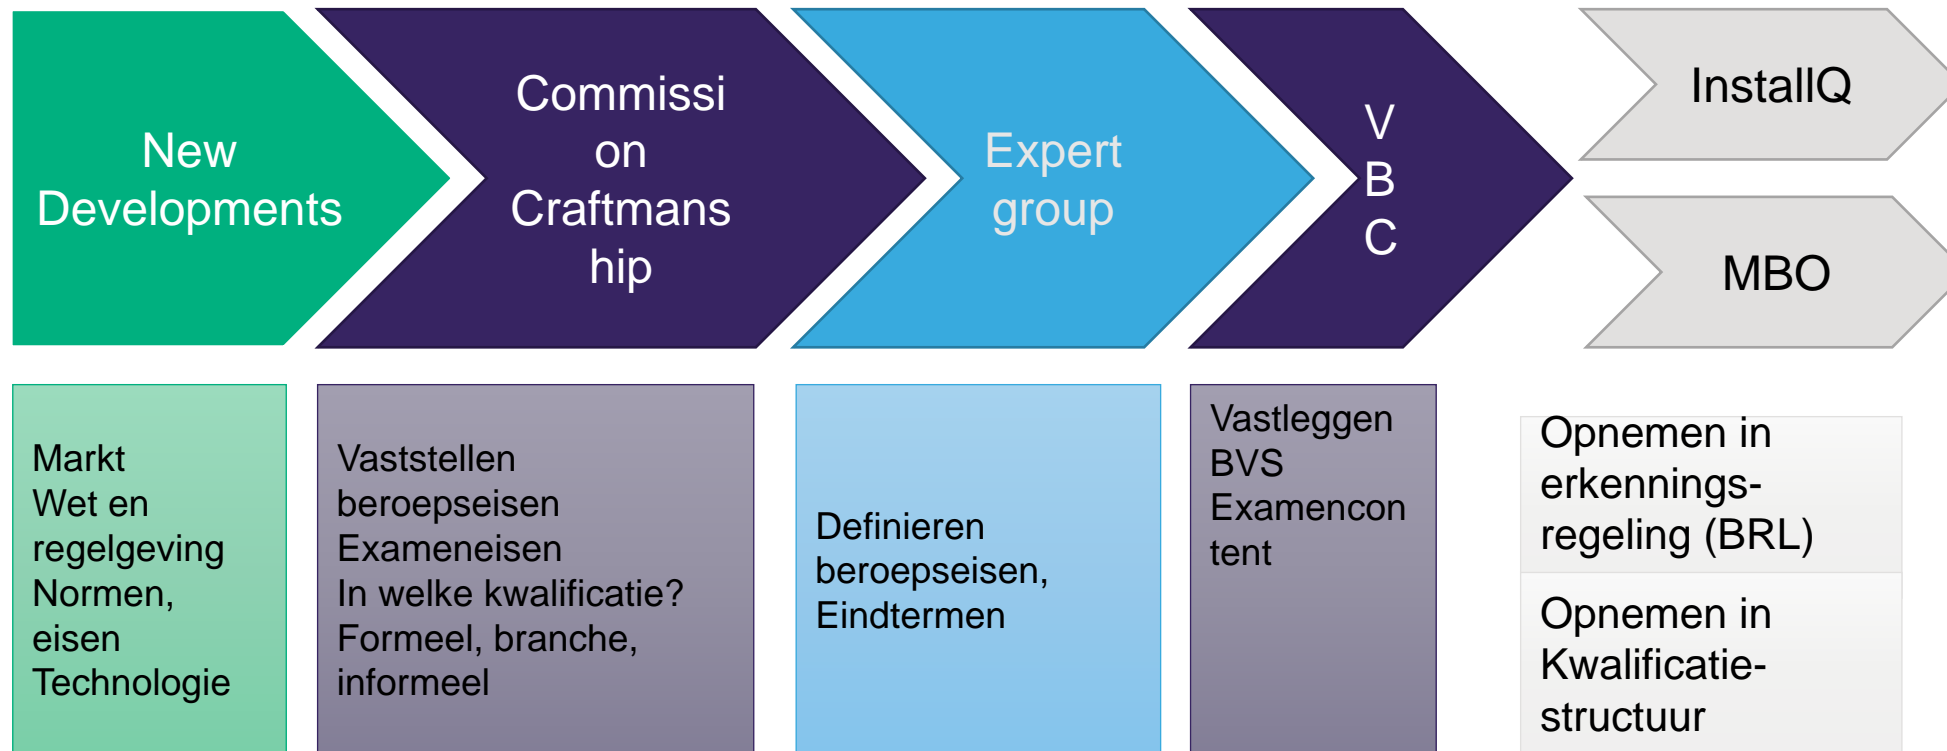 New
Developments
Commissi
on
Craftmans
hip
Expert
group
V
B
C
InstallQ
MBO
Markt
Wet en
regelgeving
Normen,
eisen
Technologie
Vaststellen
beroepseisen
Exameneisen
In welke kwalificatie?
Formeel, branche,
informeel
Definieren
beroepseisen,
Eindtermen
Vastleggen
BVS
Examencon
tent
Opnemen in
erkennings-
regeling (BRL)
Opnemen in
Kwalificatie-
structuur